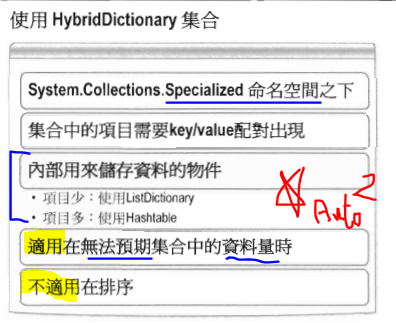 使用 HybridDictionary 集合
System.Collections.Specialized 命名空間之下
集合中的項目需要key/value配對出現
內部用來儲存資料的物件
• 項目少：使用ListDictionary
• 項目多：使用Hashtable
Auto
適用在無法預期集合中的資料量時
不適用在排序